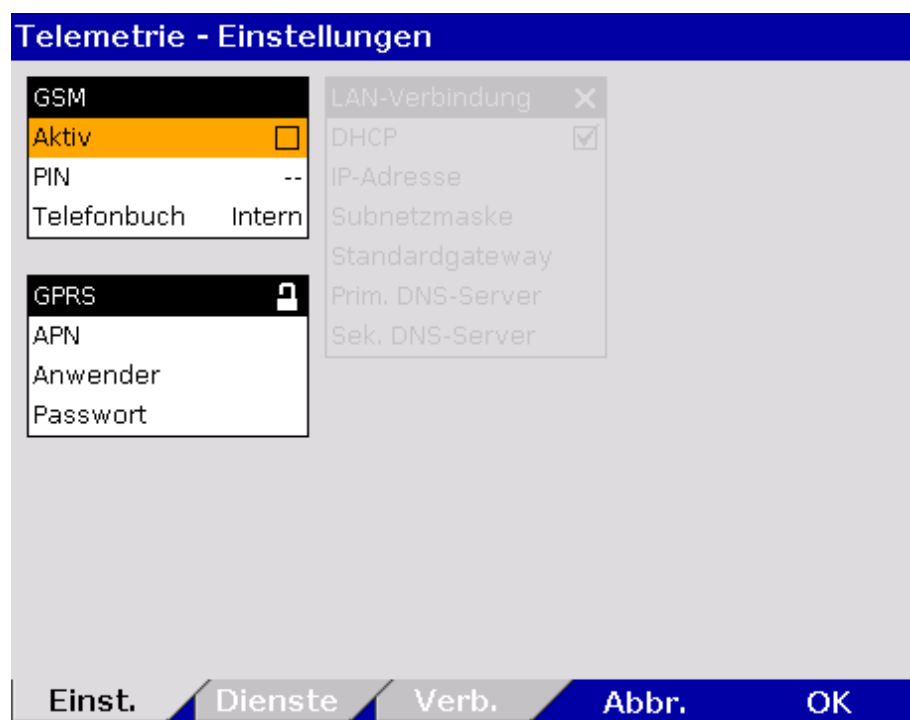 Telemetrie - Einstellungen
GSM
Aktiv
PIN --
Telefonbuch Intern
GPRS
APN
Anwender
Passwort
LAN-Verbindung
DHCP
IP-Adresse
Subnetzmaske
Standardgateway
Prim. DNS-Server
Sek. DNS-Server
Einst. Dienste Verb. Abbr. OK